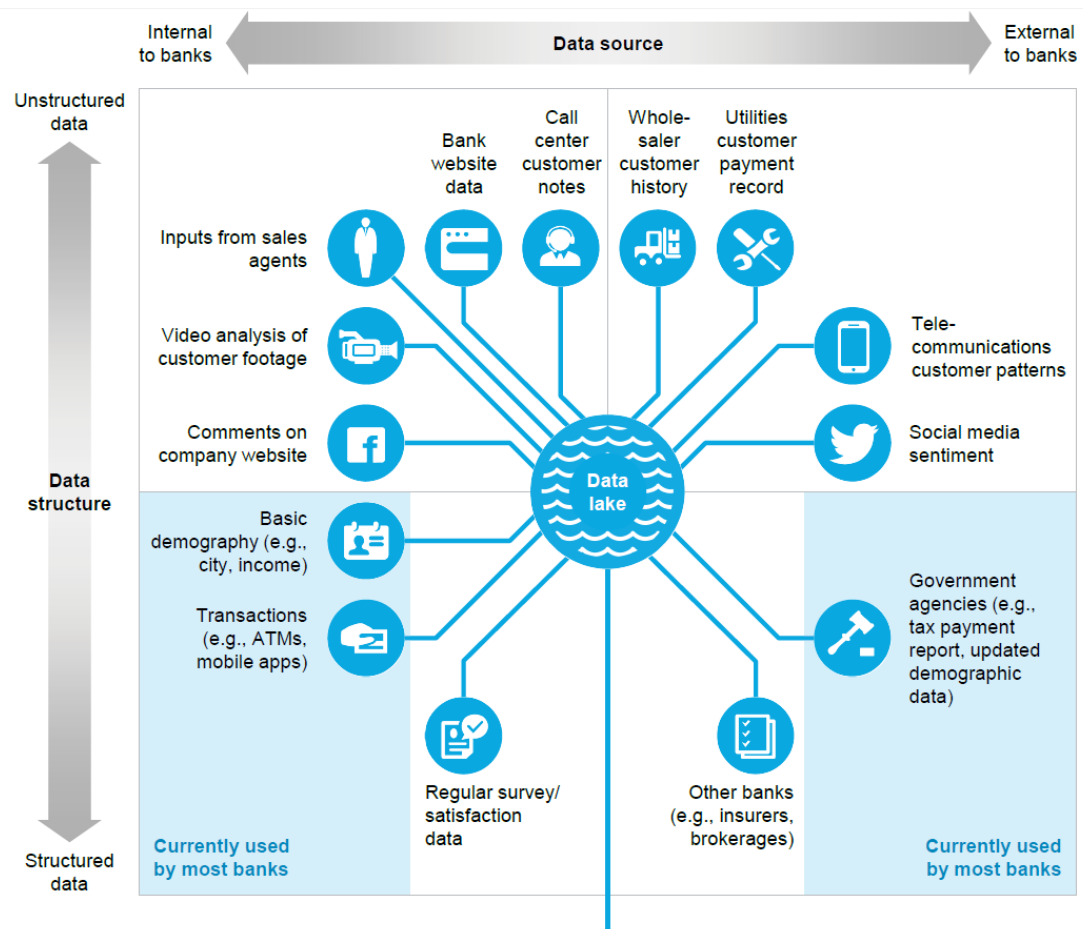 Internal
to banks
Data source
External
to banks
Unstructured
data
Data
structure
Structured
data
Inputs from sales
agents
Bank
website
data
Call
center
customer
notes
Whole-
saler
customer
history
Utilities
customer
payment
record
Video analysis of
customer footage
Tele-
communications
customer patterns
Comments on
company website
f
Social media
sentiment
Data
lake
Basic
demography (e.g.,
city, income)
Transactions
(e.g., ATMs,
mobile apps)
Government
agencies (e.g.,
tax payment
report, updated
demographic
data)
Regular survey/
satisfaction
data
Other banks
(e.g., insurers,
brokerages)
Currently used
by most banks
Currently used
by most banks